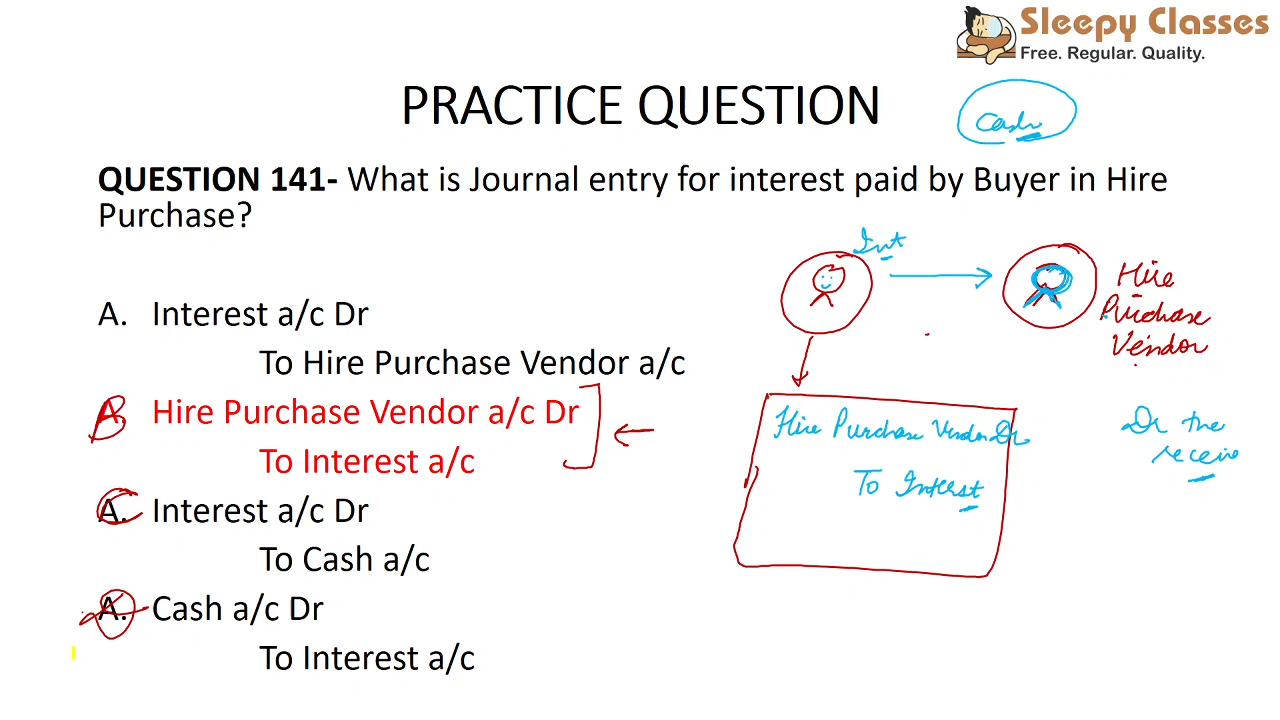 Sleepy Classes
Free. Regular. Quality.
PRACTICE QUESTION
Cash
QUESTION 141- What is Journal entry for interest paid by Buyer in Hire
Purchase?
Int
Hire
Purchase
Vendor
A. Interest a/c Dr
To Hire Purchase Vendor a/c
B Hire Purchase Vendor a/c Dr
To Interest a/c
Hire Purchase Vendor Dr
To Interest
Dr the
receive
C A. Interest a/c Dr
To Cash a/c
A. Cash a/c Dr
To Interest a/c